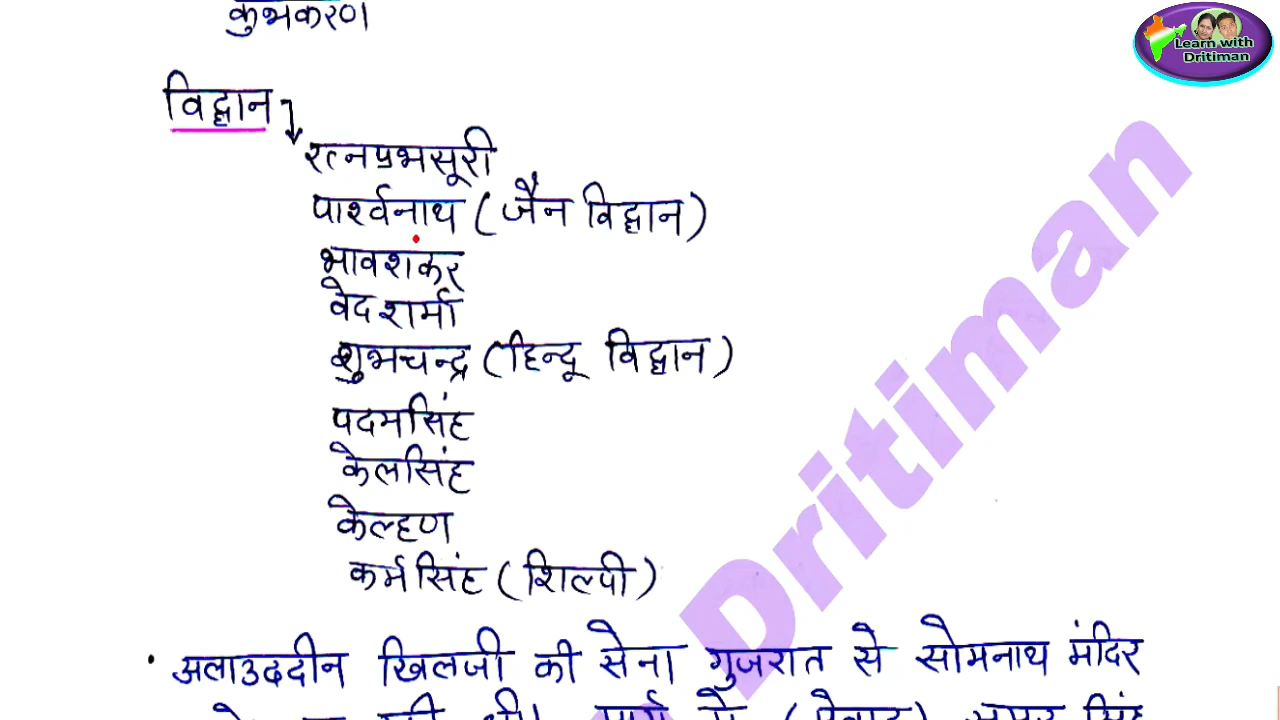 कुंभकरण
Learn with
Dritiman
विद्वान
रत्नप्रभसूरी
पार्श्वनाथ (जैन विद्वान)
भावशंकर
वेद शर्मा
शुभचन्द्र (हिन्दू विद्वान)
पदमसिंह
केलसिंह
केल्हण
कर्मसिंह (शिल्पी)
• अलाउददीन खिलजी की सेना गुजरात से सोमनाथ मंदिर
Dritiman